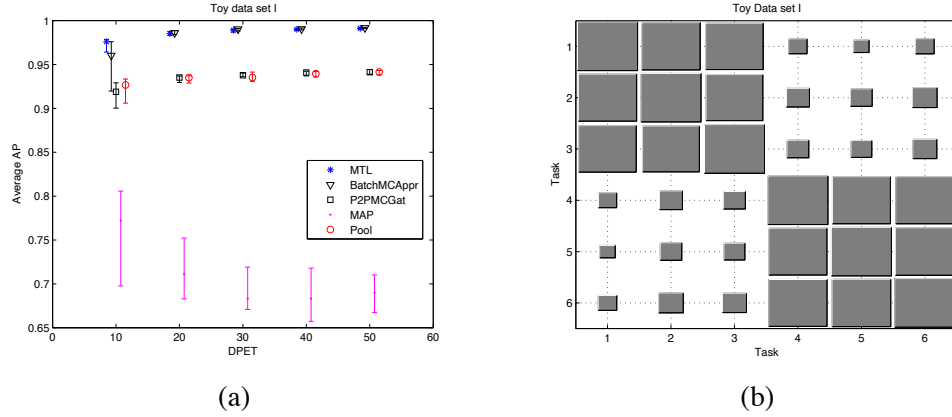 Toy data set I
1
0.95
0.9
0.85
0.8
0.75
0.7
0.65
Average AP
MTL
BatchMCAppr
P2PMCGat
MAP
Pool
0 10 20 30 40 50 60
DPET
(a)
Toy Data set I
1
2
3
4
5
6
Task
1 2 3 4 5 6
Task
(b)